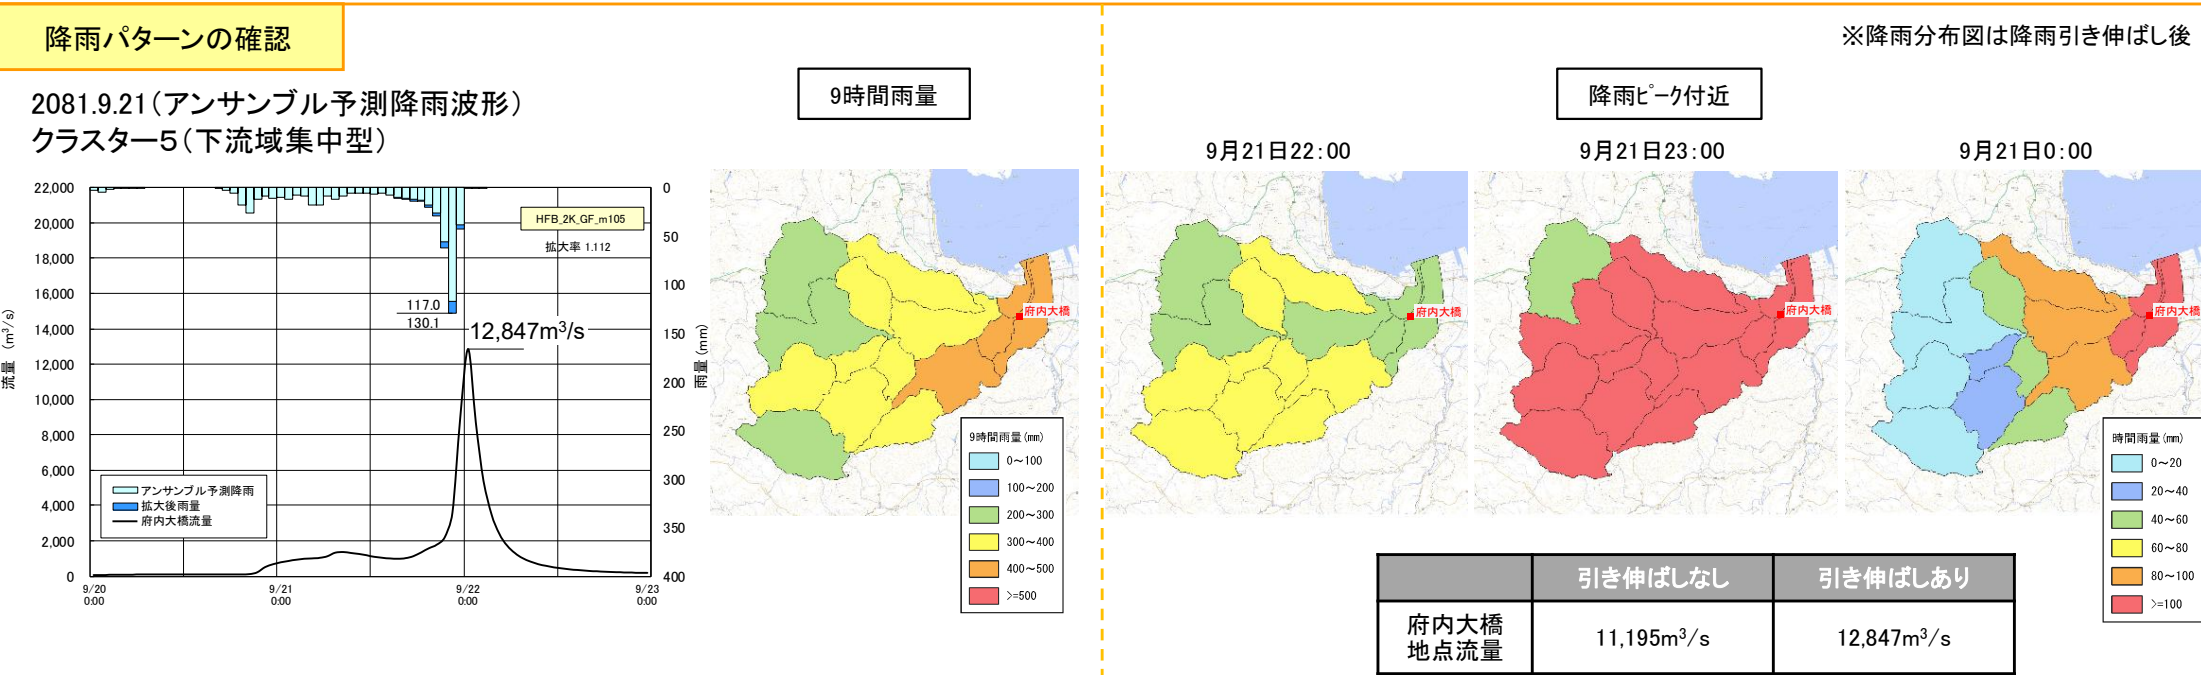 降雨パターンの確認
※降雨分布図は降雨引き伸ばし後
2081.9.21(アンサンブル予測降雨波形)
クラスター5(下流域集中型)
9時間雨量
降雨ピーク付近
9月21日22:00
9月21日23:00
9月21日0:00
流量 (m³/s)
22,000
20,000
18,000
16,000
14,000
12,000
10,000
8,000
6,000
4,000
2,000
0
HFB_2K_GF_m105
拡大率 1.112
117.0
130.1
12,847m³/s
アンサンブル予測降雨
拡大後雨量
府内大橋流量
9/20
0:00
9/21
0:00
9/22
0:00
9/23
0:00
0
50
100
150
200
250
300
350
400
雨量(mm)
府内大橋
9時間雨量(mm)
0~100
100~200
200~300
300~400
400~500
>=500
府内大橋
府内大橋
府内大橋
時間雨量(mm)
0~20
20~40
40~60
60~80
80~100
>=100
引き伸ばしなし
引き伸ばしあり
府内大橋
地点流量
11,195m³/s
12,847m³/s